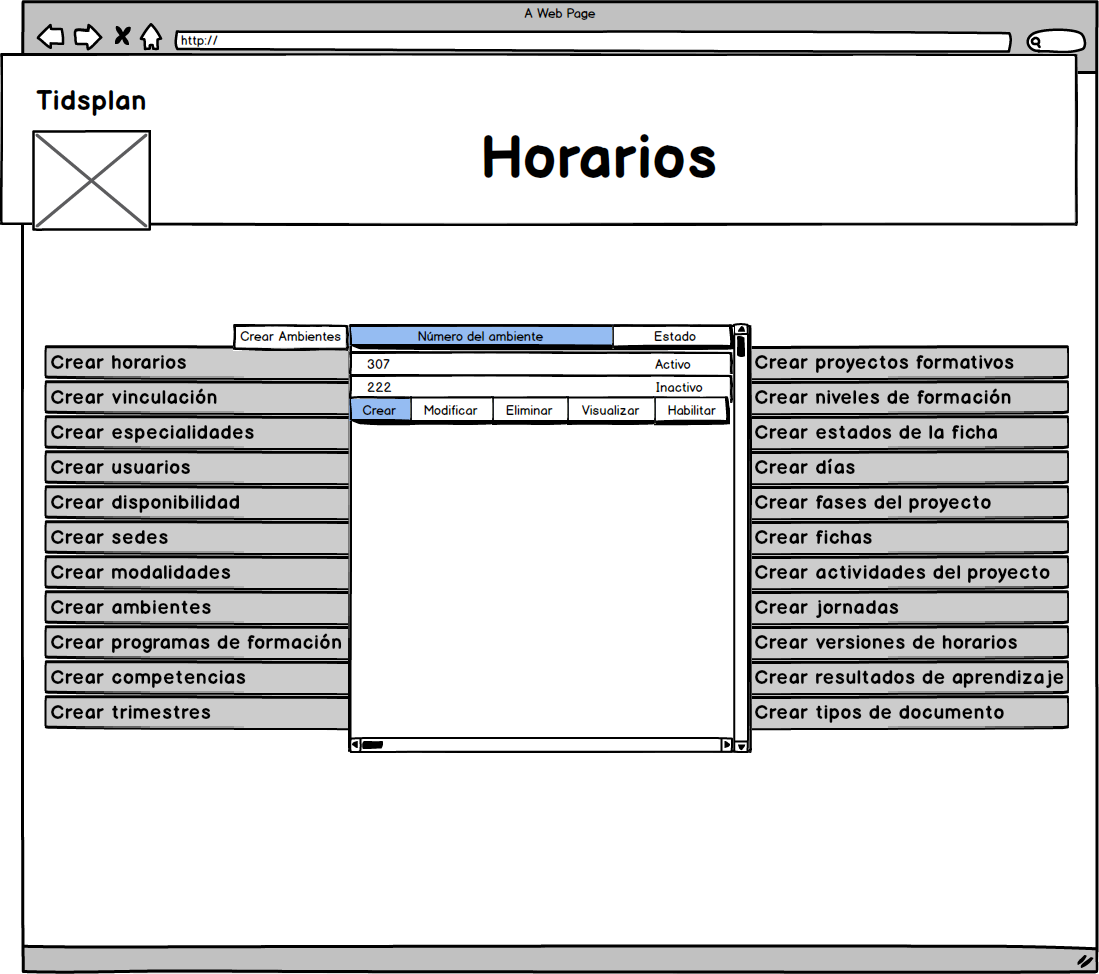 A Web Page
http://
Tidsplan
Horarios
Crear Ambientes
Número del ambiente
Estado
307
Activo
222
Inactivo
Crear
Modificar
Eliminar
Visualizar
Habilitar
Crear horarios
Crear vinculación
Crear especialidades
Crear usuarios
Crear disponibilidad
Crear sedes
Crear modalidades
Crear ambientes
Crear programas de formación
Crear competencias
Crear trimestres
Crear proyectos formativos
Crear niveles de formación
Crear estados de la ficha
Crear días
Crear fases del proyecto
Crear fichas
Crear actividades del proyecto
Crear jornadas
Crear versiones de horarios
Crear resultados de aprendizaje
Crear tipos de documento